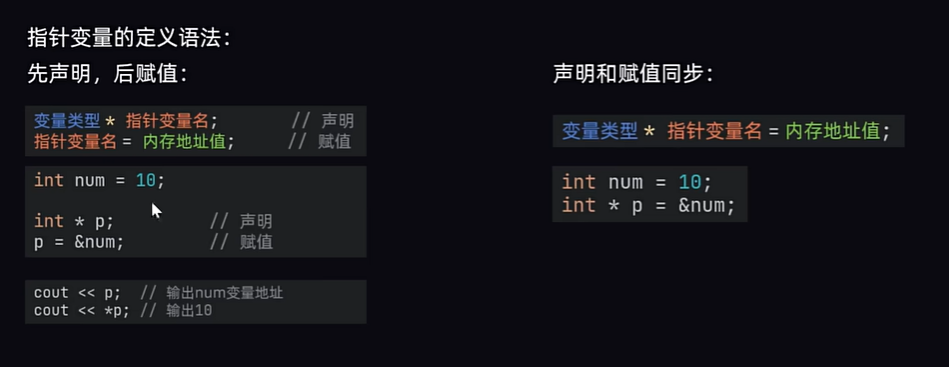 指针变量的定义语法：
先声明，后赋值：
变量类型* 指针变量名; // 声明
指针变量名= 内存地址值; // 赋值
int num = 10;
int * p; // 声明
p = &num; // 赋值
cout << p; // 输出num变量地址
cout << *p; // 输出10
声明和赋值同步：
变量类型* 指针变量名=内存地址值;
int num = 10;
int * p = &num;